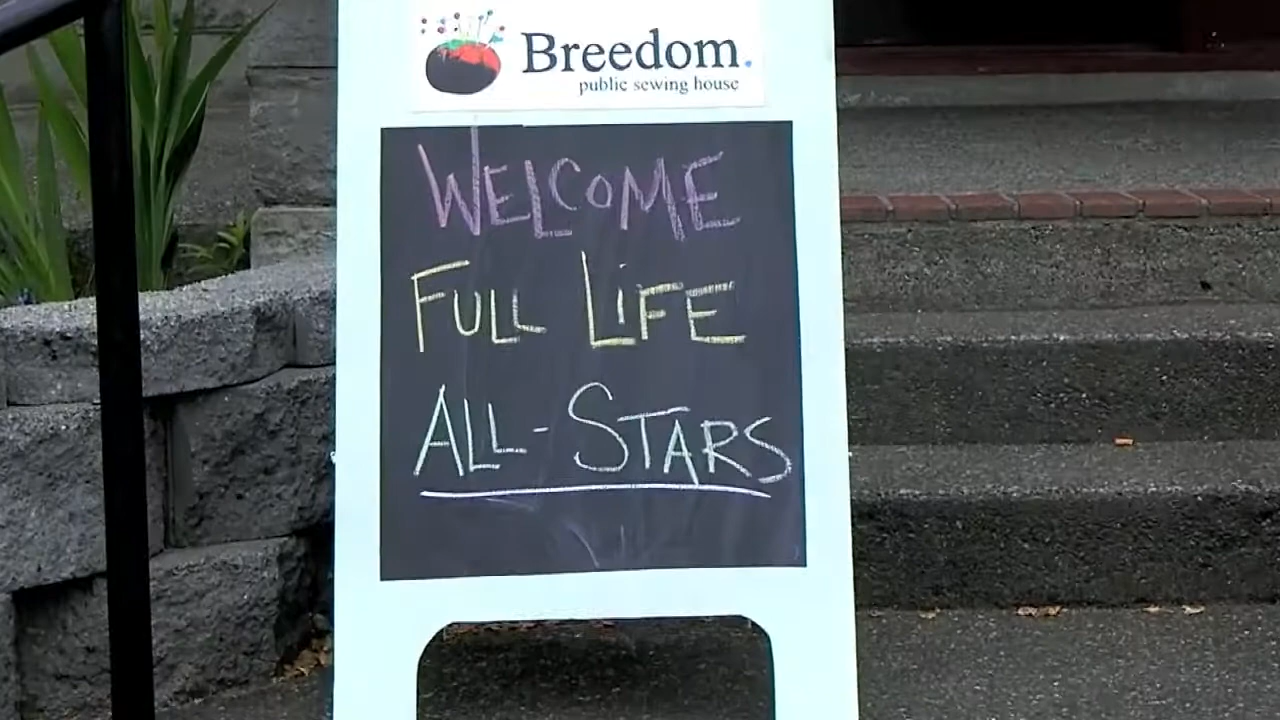 Breedom.
public sewing house
WELCOME
FULL LIFE
ALL-STARS